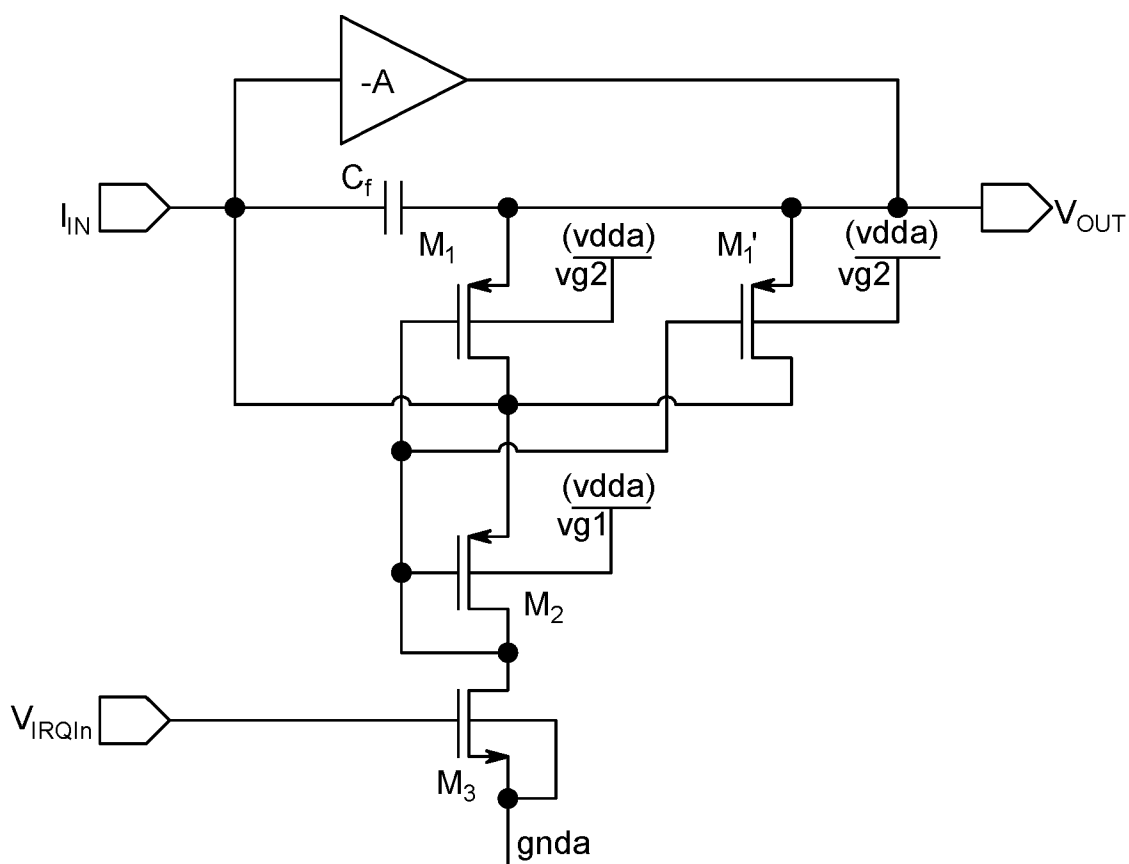 -A
C_f
I_IN
M_1
(vdda)
vg2
M_1'
(vdda)
vg2
V_OUT
(vdda)
vg1
M_2
V_IRQIn
M_3
gnda